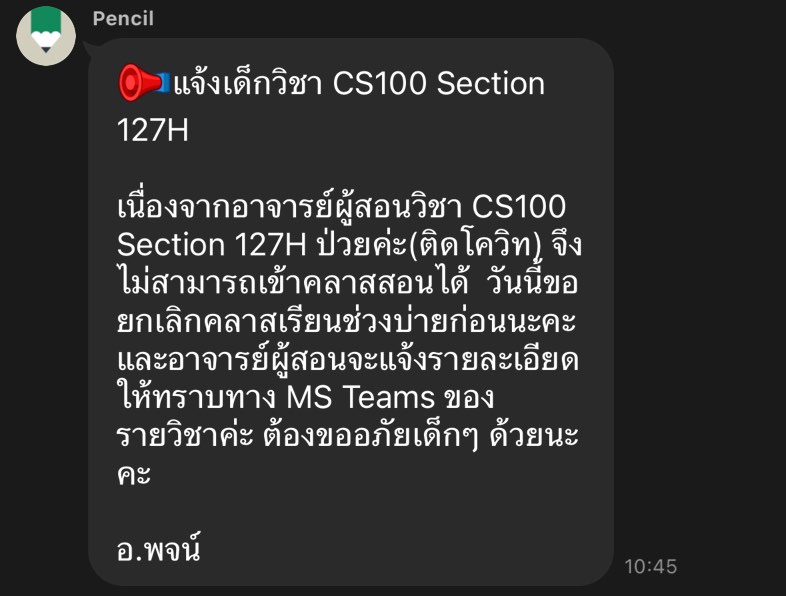 Pencil
📢แจ้งเด็กวิชา CS100 Section
127H
เนื่องจากอาจารย์ผู้สอนวิชา CS100
Section 127H ป่วยค่ะ(ติดโควิท) จึง
ไม่สามารถเข้าคลาสสอนได้ วันนี้ขอ
ยกเลิกคลาสเรียนช่วงบ่ายก่อนนะคะ
และอาจารย์ผู้สอนจะแจ้งรายละเอียด
ให้ทราบทาง MS Teams ของ
รายวิชาค่ะ ต้องขออภัยเด็กๆ ด้วยนะ
คะ
อ.พจน์
10:45